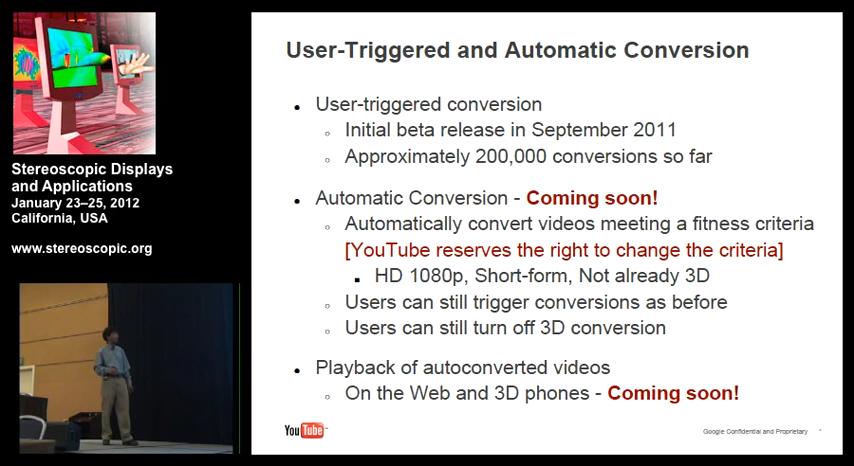 Stereoscopic Displays
and Applications
January 23–25, 2012
California, USA
www.stereoscopic.org
User-Triggered and Automatic Conversion
User-triggered conversion
Initial beta release in September 2011
Approximately 200,000 conversions so far
Automatic Conversion - Coming soon!
Automatically convert videos meeting a fitness criteria
[YouTube reserves the right to change the criteria]
HD 1080p, Short-form, Not already 3D
Users can still trigger conversions as before
Users can still turn off 3D conversion
Playback of autoconverted videos
On the Web and 3D phones - Coming soon!
YouTube
Google Confidential and Proprietary